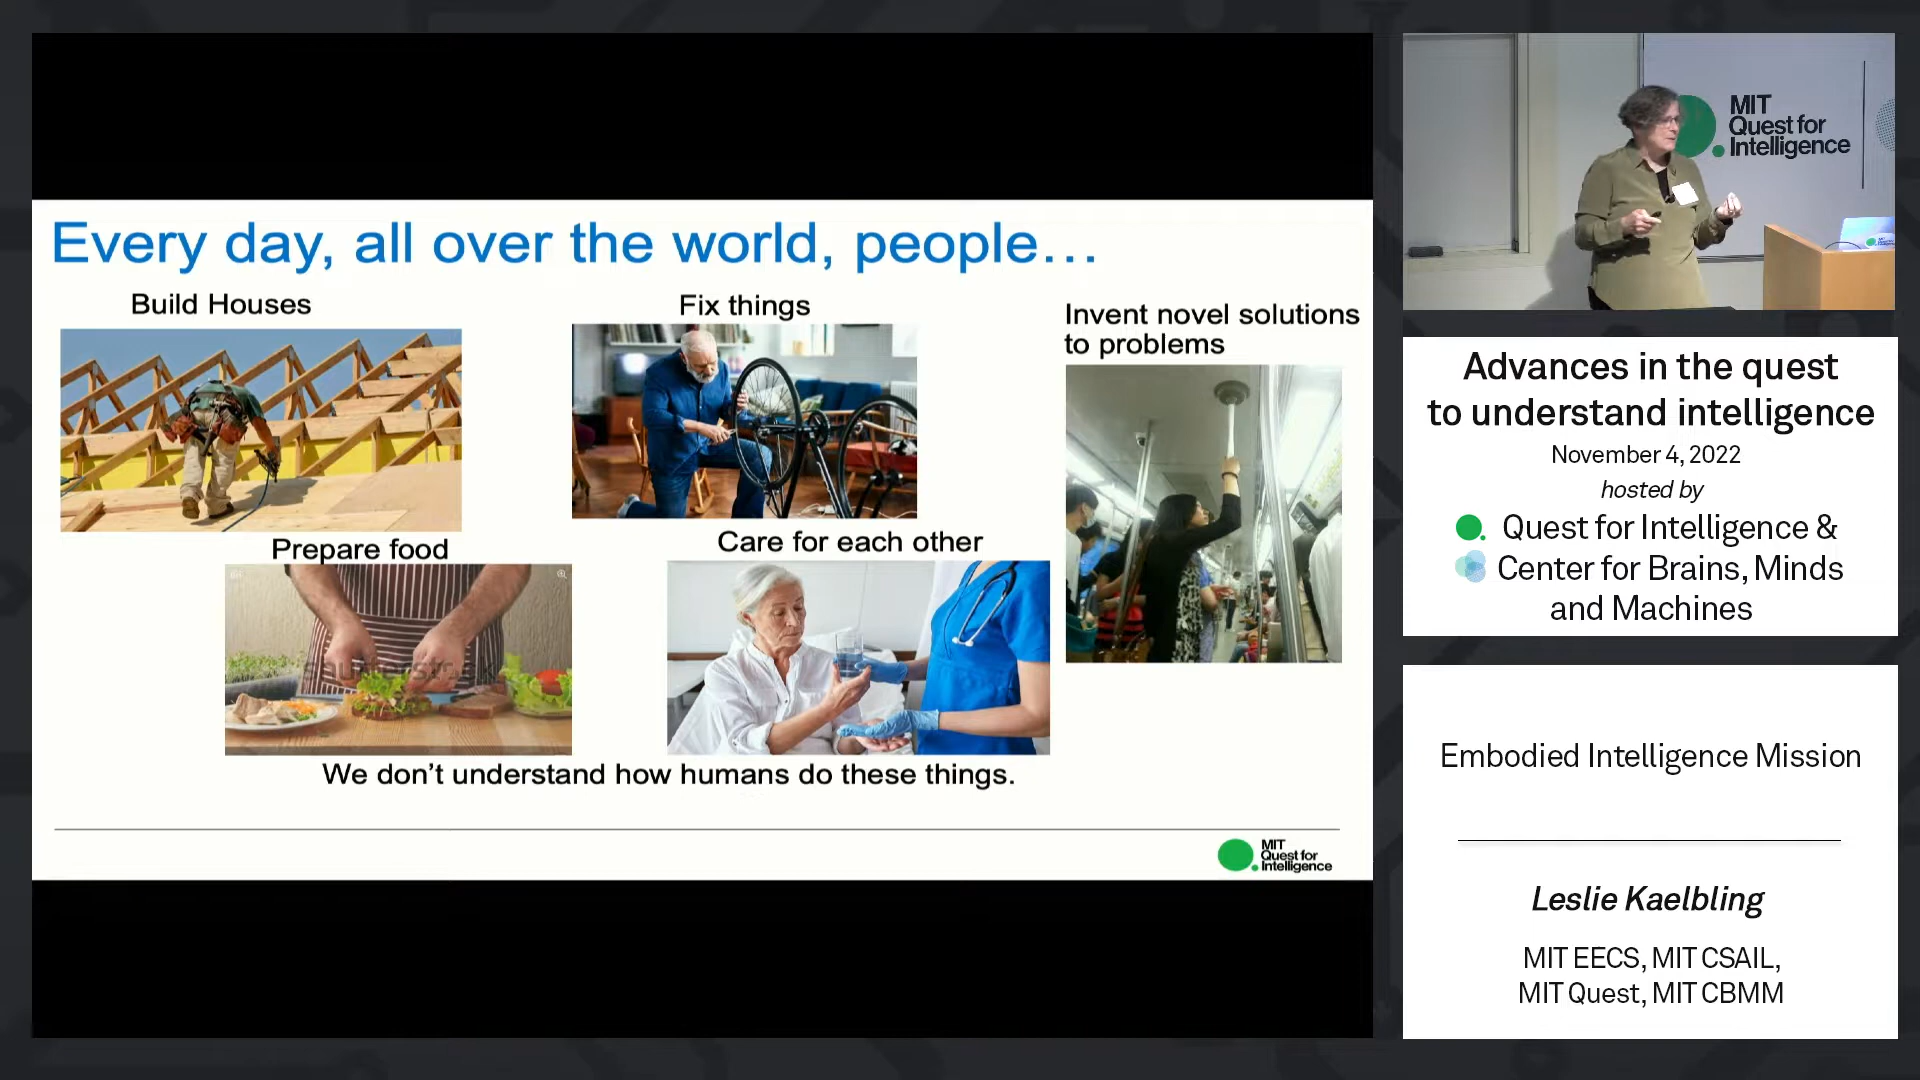 Every day, all over the world, people...
Build Houses
Fix things
Invent novel solutions
to problems
Prepare food
Care for each other
shutterstock
We don't understand how humans do these things.
MIT
Quest for
Intelligence
MIT
Quest for
Intelligence
Advances in the quest
to understand intelligence
November 4, 2022
hosted by
Quest for Intelligence &
Center for Brains, Minds
and Machines
Embodied Intelligence Mission
Leslie Kaelbling
MIT EECS, MIT CSAIL,
MIT Quest, MIT CBMM